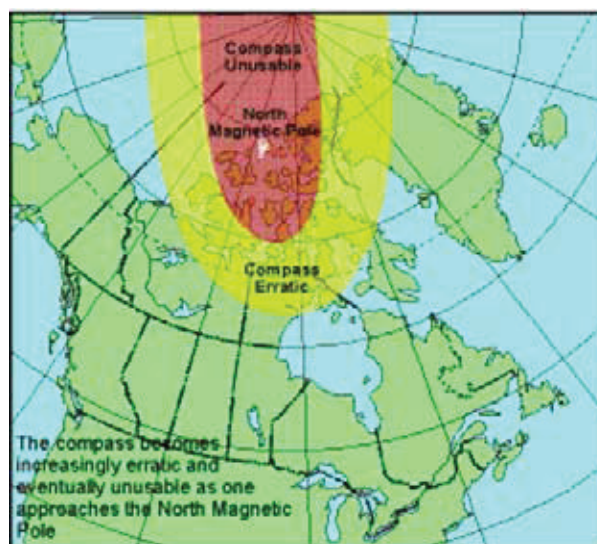 Compass
Unusable
North
Magnetic Pole
Compass
Erratic
The compass becomes
increasingly erratic and
eventually unusable as one
approaches the North Magnetic
Pole